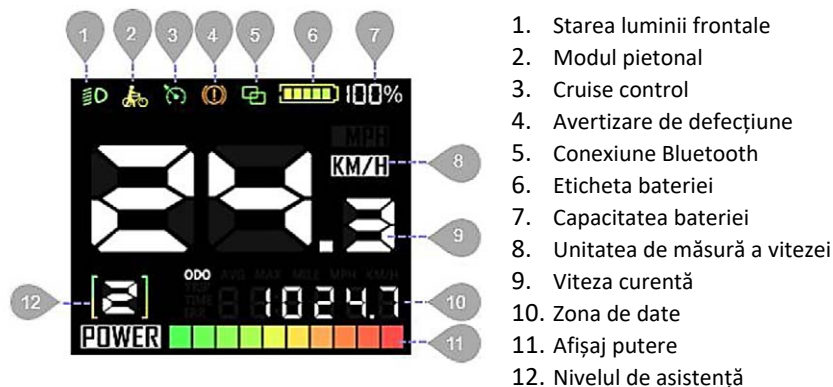 1 2 3 4 5 6 7
100%
MPH
KM/H
8
24.3
9
12
2
ODO AVG MAX MILE MPH KM/H
TRIP
TIME
ERR
1024.7
10
POWER
11
1. Starea luminii frontale
2. Modul pietonal
3. Cruise control
4. Avertizare de defecțiune
5. Conexiune Bluetooth
6. Eticheta bateriei
7. Capacitatea bateriei
8. Unitatea de măsură a vitezei
9. Viteza curentă
10. Zona de date
11. Afișaj putere
12. Nivelul de asistență